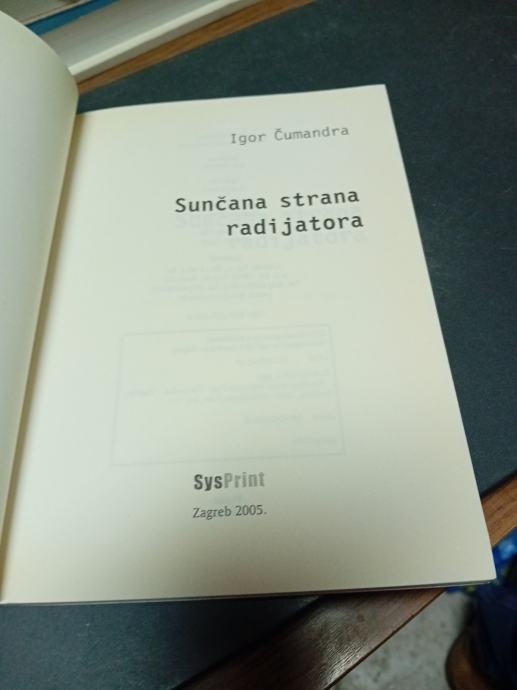 Igor Čumandra
Sunčana strana
radijatora
SysPrint
Zagreb 2005.